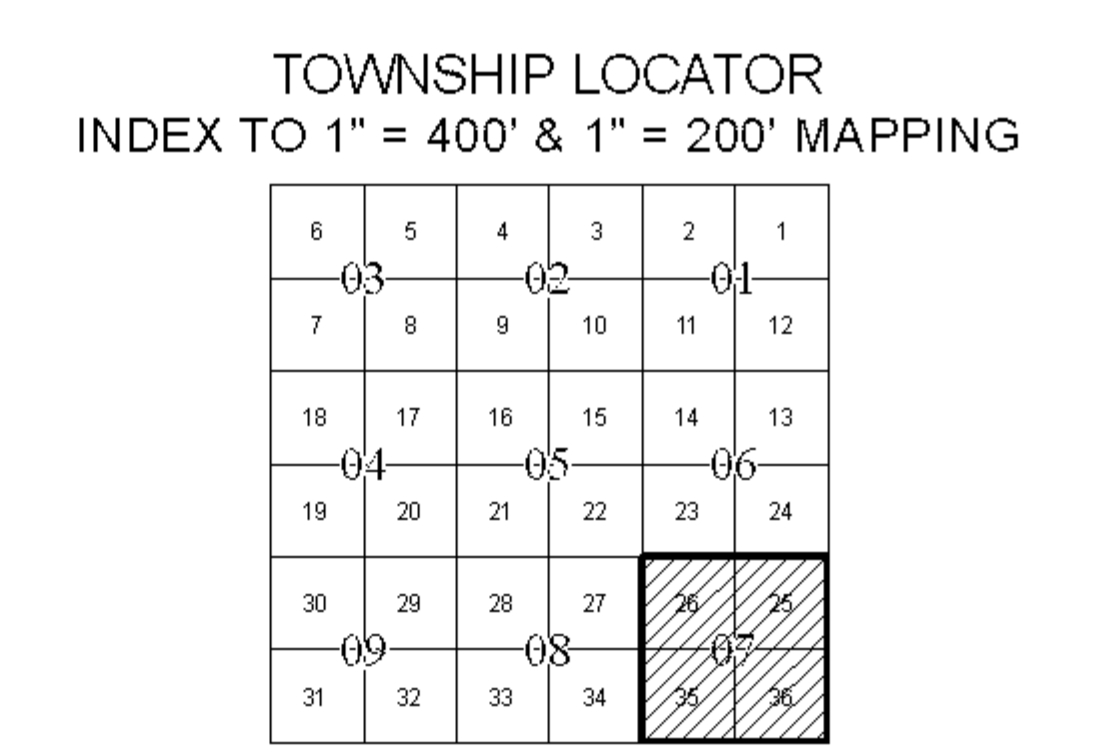 TOWNSHIP LOCATOR
INDEX TO 1" = 400' & 1" = 200' MAPPING
6 5 4 3 2 1
03 02 01
7 8 9 10 11 12
18 17 16 15 14 13
04 05 06
19 20 21 22 23 24
30 29 28 27 26 25
09 08 07
31 32 33 34 35 36